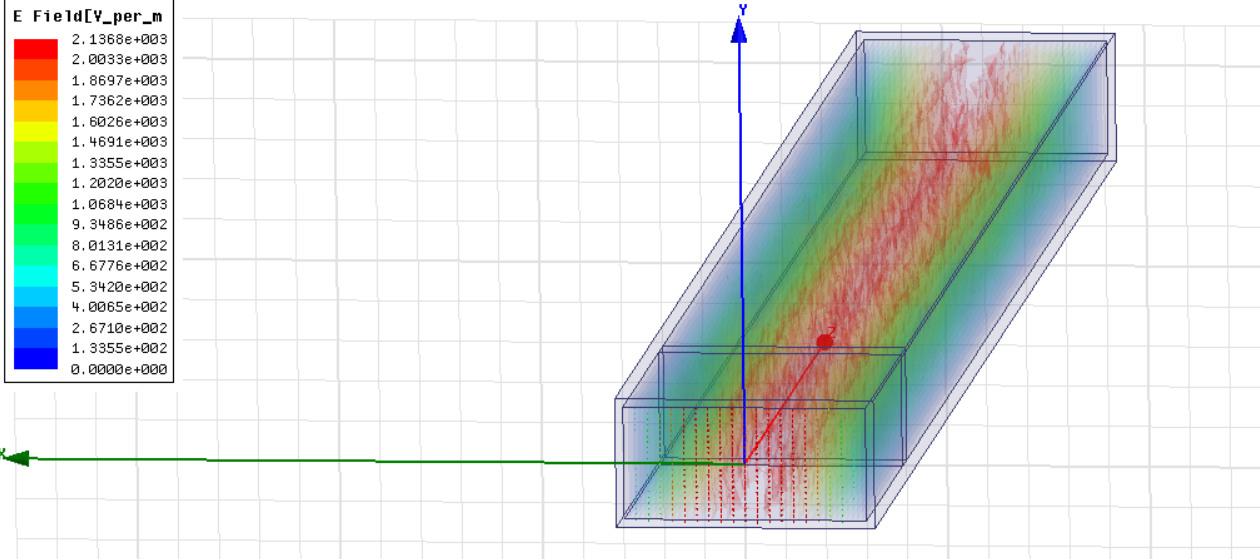 E Field[V_per_m
2.1368e+003
2.0033e+003
1.8697e+003
1.7362e+003
1.6026e+003
1.4691e+003
1.3355e+003
1.2020e+003
1.0684e+003
9.3486e+002
8.0131e+002
6.6776e+002
5.3420e+002
4.0065e+002
2.6710e+002
1.3355e+002
0.0000e+000
Y
Z